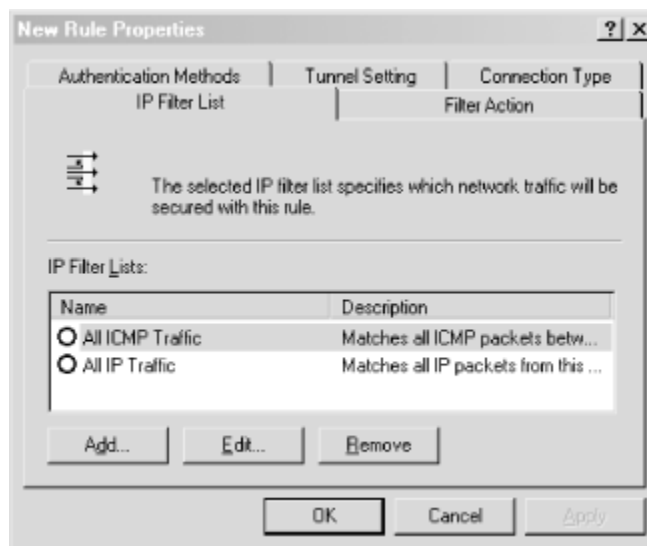 New Rule Properties
? X
Authentication Methods Tunnel Setting Connection Type
IP Filter List Filter Action
The selected IP filter list specifies which network traffic will be
secured with this rule.
IP Filter Lists:
Name Description
All ICMP Traffic Matches all ICMP packets betw...
All IP Traffic Matches all IP packets from this ...
Add... Edit... Remove
OK Cancel Apply